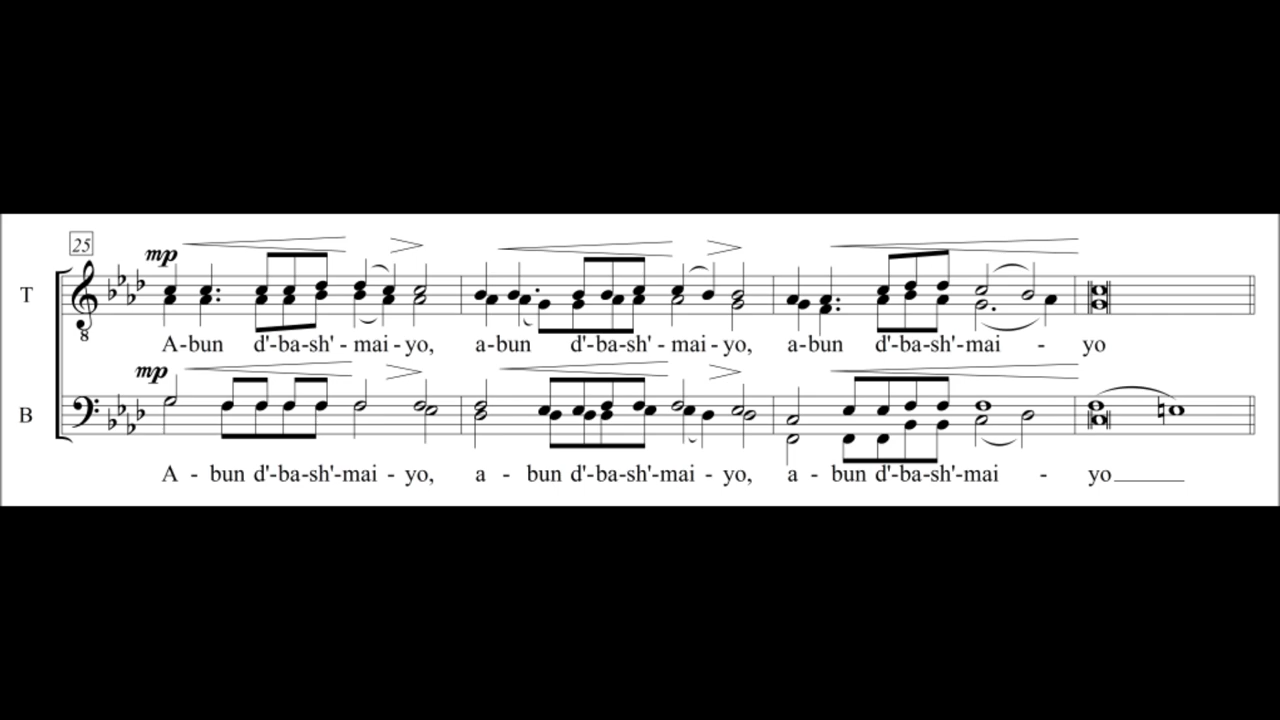 25
mp
T
A-bun d'-ba-sh'-mai-yo, a-bun d'-ba-sh'-mai-yo, a-bun d'-ba-sh'-mai - yo
mp
B
A - bun d'-ba-sh'-mai - yo, a - bun d'-ba-sh'-mai - yo, a - bun d'-ba-sh'-mai - yo